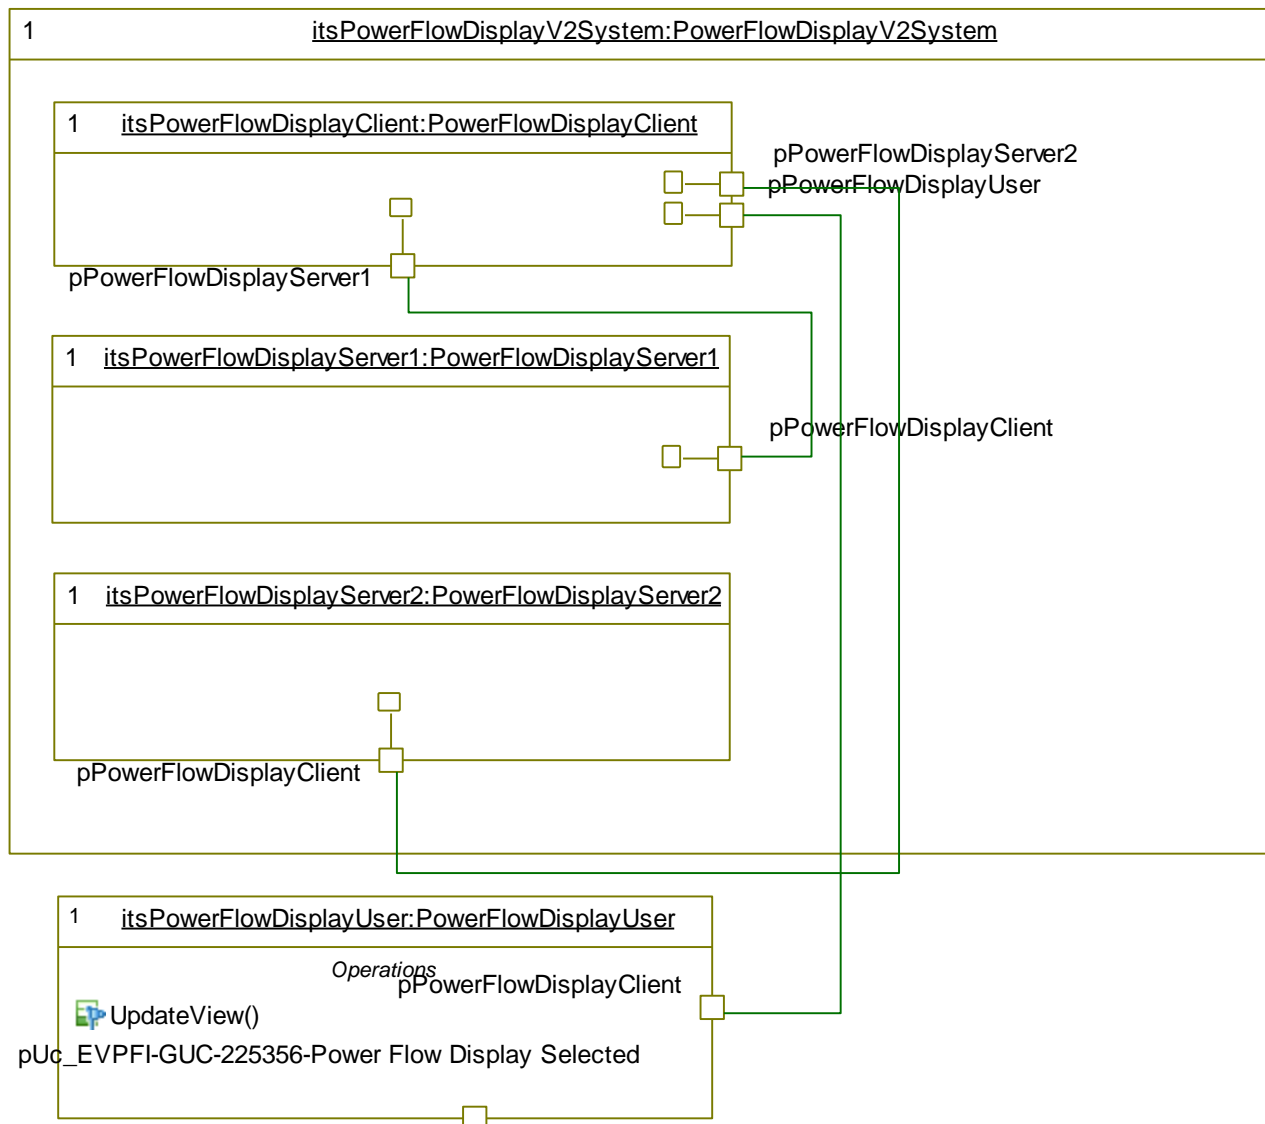 1 itsPowerFlowDisplayV2System:PowerFlowDisplayV2System
1 itsPowerFlowDisplayClient:PowerFlowDisplayClient
pPowerFlowDisplayServer2
pPowerFlowDisplayUser
pPowerFlowDisplayServer1
1 itsPowerFlowDisplayServer1:PowerFlowDisplayServer1
pPowerFlowDisplayClient
1 itsPowerFlowDisplayServer2:PowerFlowDisplayServer2
pPowerFlowDisplayClient
1 itsPowerFlowDisplayUser:PowerFlowDisplayUser
Operations
pPowerFlowDisplayClient
UpdateView()
pUc_EVPFI-GUC-225356-Power Flow Display Selected